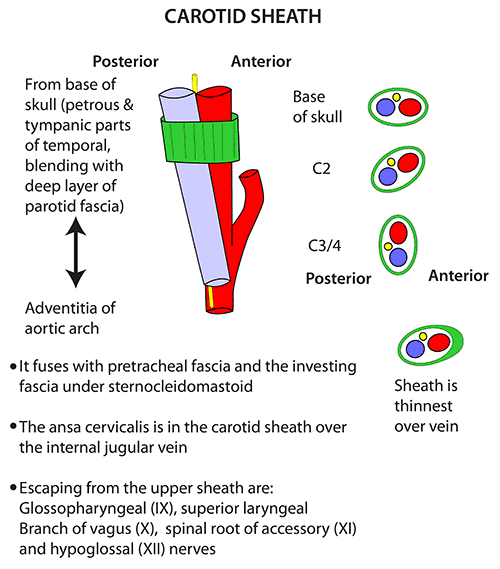 CAROTID SHEATH
Posterior
Anterior
From base of
skull (petrous &
tympanic parts
of temporal,
blending with
deep layer of
parotid fascia)
Adventitia of
aortic arch
Base
of skull
C2
C3/4
Posterior
Anterior
Sheath is
thinnest
over vein
•It fuses with pretracheal fascia and the investing
fascia under sternocleidomastoid
•The ansa cervicalis is in the carotid sheath over
the internal jugular vein
•Escaping from the upper sheath are:
Glossopharyngeal (IX), superior laryngeal
Branch of vagus (X), spinal root of accessory (XI)
and hypoglossal (XII) nerves